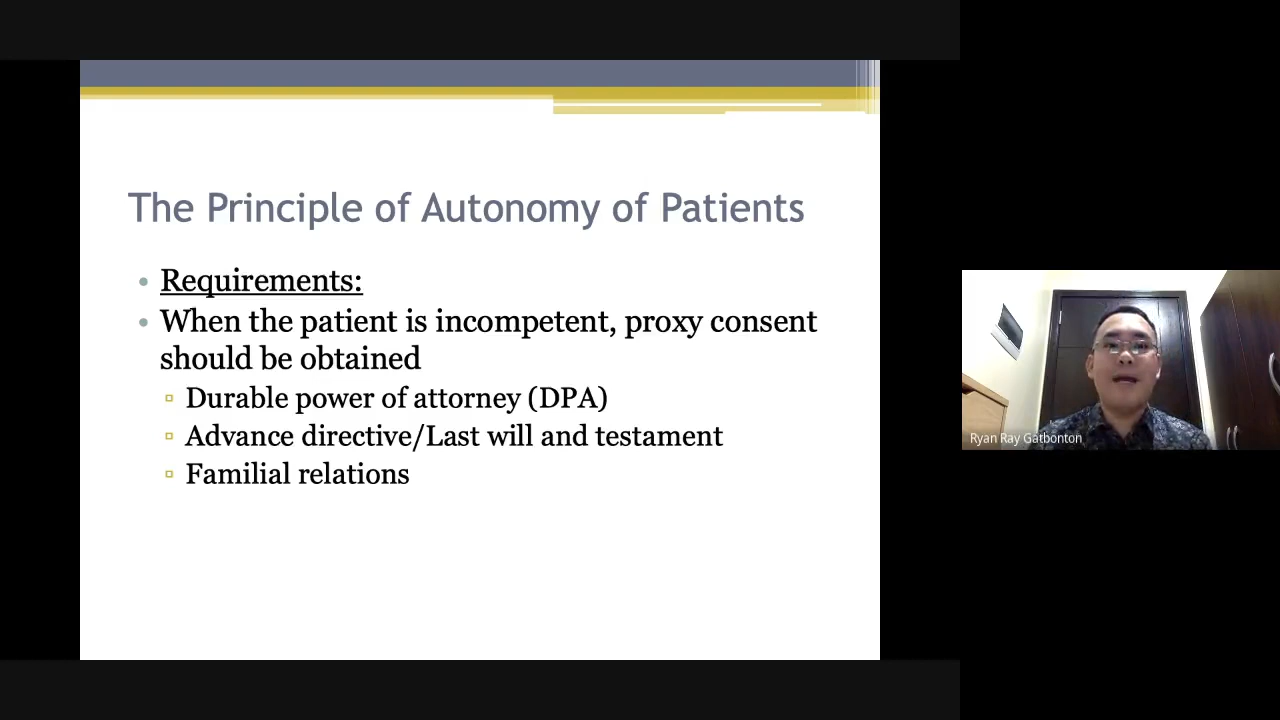 The Principle of Autonomy of Patients
• Requirements:
• When the patient is incompetent, proxy consent
should be obtained
▫ Durable power of attorney (DPA)
▫ Advance directive/Last will and testament
▫ Familial relations
Ryan Ray Gatbonton